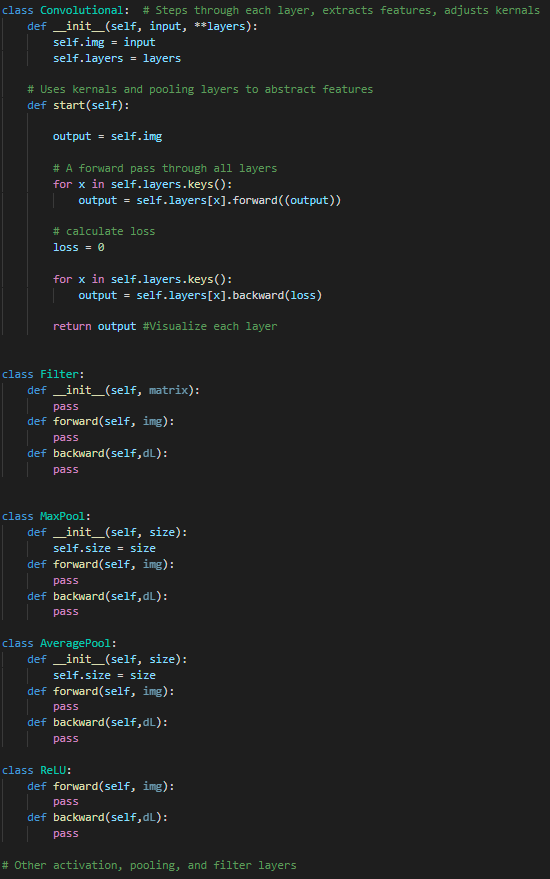 class Convolutional:  # Steps through each layer, extracts features, adjusts kernals
    def __init__(self, input, **layers):
        self.img = input
        self.layers = layers

    # Uses kernals and pooling layers to abstract features
    def start(self):

        output = self.img

        # A forward pass through all layers
        for x in self.layers.keys():
            output = self.layers[x].forward((output))

        # calculate loss
        loss = 0

        for x in self.layers.keys():
            output = self.layers[x].backward(loss)

        return output #Visualize each layer


class Filter:
    def __init__(self, matrix):
        pass
    def forward(self, img):
        pass
    def backward(self,dL):
        pass


class MaxPool:
    def __init__(self, size):
        self.size = size
    def forward(self, img):
        pass
    def backward(self,dL):
        pass

class AveragePool:
    def __init__(self, size):
        self.size = size
    def forward(self, img):
        pass
    def backward(self,dL):
        pass

class ReLU:
    def forward(self, img):
        pass
    def backward(self,dL):
        pass

# Other activation, pooling, and filter layers